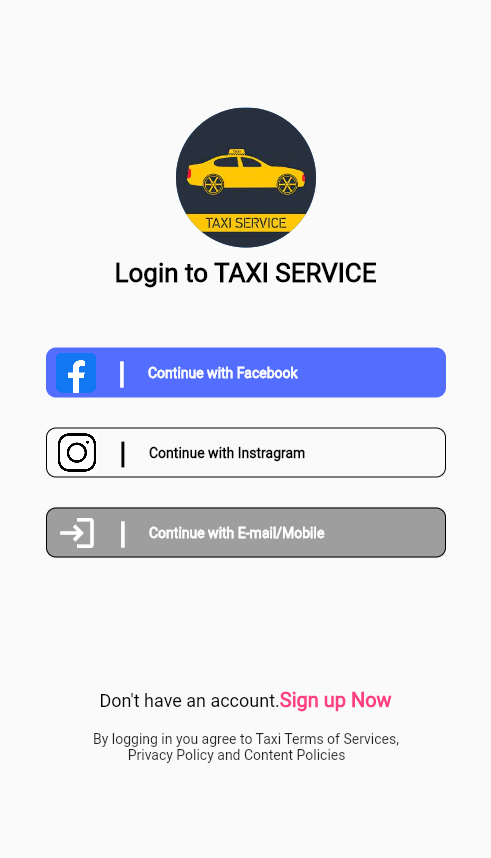 TAXI SERVICE
Login to TAXI SERVICE
Continue with Facebook
Continue with Instragram
Continue with E-mail/Mobile
Don't have an account.Sign up Now
By logging in you agree to Taxi Terms of Services,
Privacy Policy and Content Policies